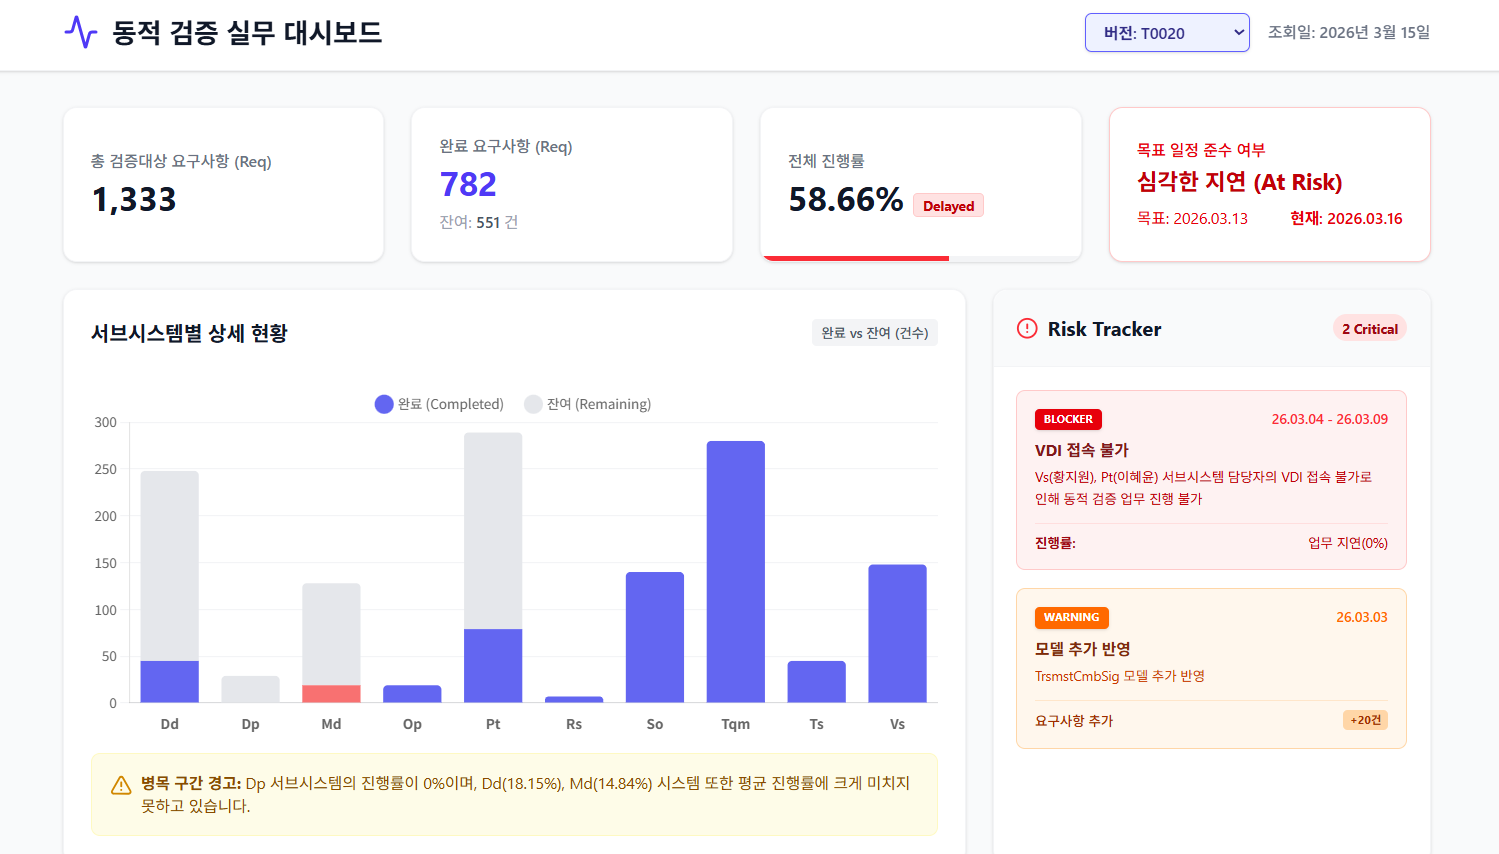 동적 검증 실무 대시보드
버전: T0020
조회일: 2026년 3월 15일
총 검증대상 요구사항 (Req)
1,333
완료 요구사항 (Req)
782
잔여: 551 건
전체 진행률
58.66% Delayed
목표 일정 준수 여부
심각한 지연 (At Risk)
목표: 2026.03.13 현재: 2026.03.16
서브시스템별 상세 현황
완료 vs 잔여 (건수)
완료 (Completed) 잔여 (Remaining)
300
250
200
150
100
50
0
Dd Dp Md Op Pt Rs So Tqm Ts Vs
병목 구간 경고: Dp 서브시스템의 진행률이 0%이며, Dd(18.15%), Md(14.84%) 시스템 또한 평균 진행률에 크게 미치지
못하고 있습니다.
Risk Tracker
2 Critical
BLOCKER 26.03.04 - 26.03.09
VDI 접속 불가
Vs(황지원), Pt(이혜윤) 서브시스템 담당자의 VDI 접속 불가로
인해 동적 검증 업무 진행 불가
진행률: 업무 지연(0%)
WARNING 26.03.03
모델 추가 반영
TrsmstCmbSig 모델 추가 반영
요구사항 추가 +20건